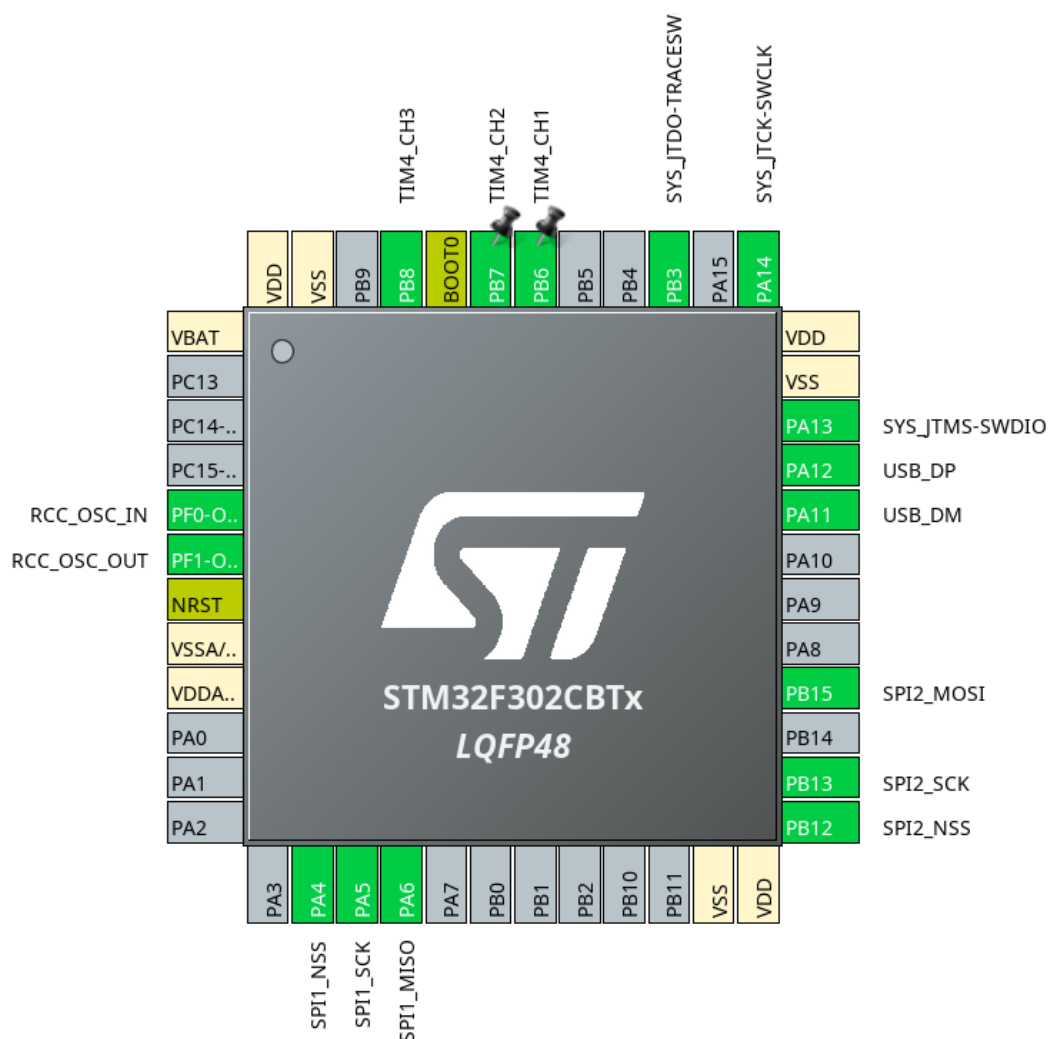 TIM4_CH3
TIM4_CH2
TIM4_CH1
SYS_JTDO-TRACESW
SYS_JTCK-SWCLK
VDD
VSS
PB9
PB8
BOOT0
PB7
PB6
PB5
PB4
PB3
PA15
PA14
VBAT
PC13
PC14-..
PC15-..
RCC_OSC_IN PF0-O..
RCC_OSC_OUT PF1-O..
NRST
VSSA/..
VDDA..
PA0
PA1
PA2
ST
STM32F302CBTx
LQFP48
VDD
VSS
PA13 SYS_JTMS-SWDIO
PA12 USB_DP
PA11 USB_DM
PA10
PA9
PA8
PB15 SPI2_MOSI
PB14
PB13 SPI2_SCK
PB12 SPI2_NSS
PA3
PA4
PA5
PA6
PA7
PB0
PB1
PB2
PB10
PB11
VSS
VDD
SPI1_NSS
SPI1_SCK
SPI1_MISO